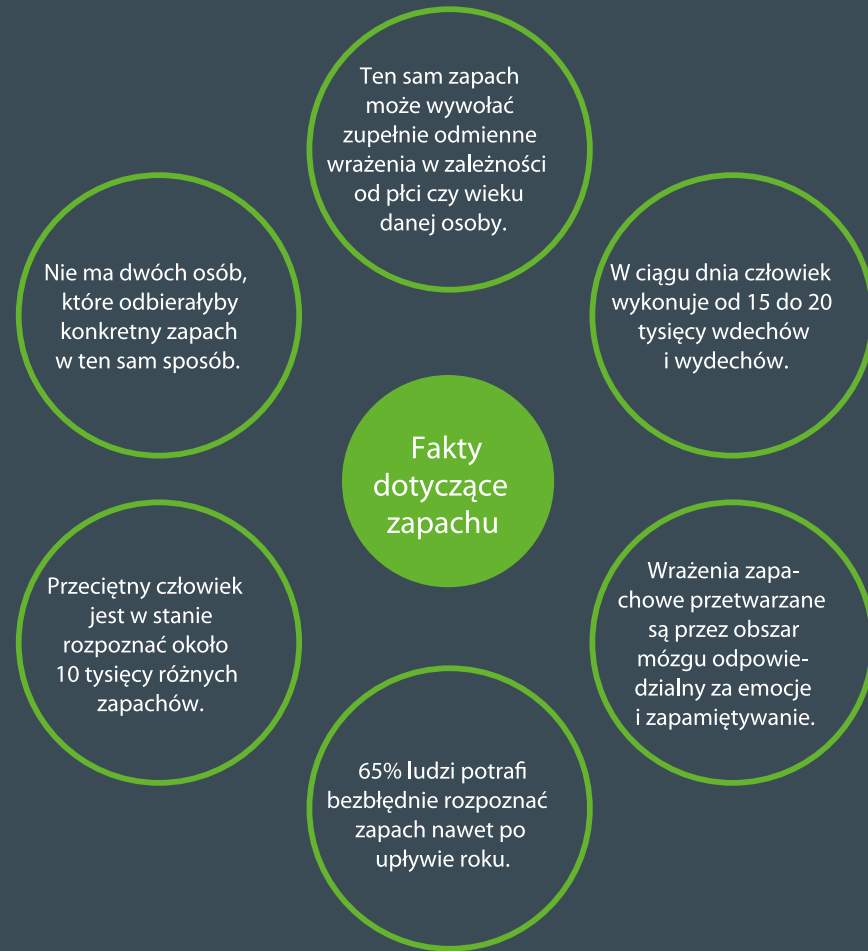 Ten sam zapach
może wywołać
zupełnie odmienne
wrażenia w zależności
od płci czy wieku
danej osoby.
Nie ma dwóch osób,
które odbierałyby
konkretny zapach
w ten sam sposób.
W ciągu dnia człowiek
wykonuje od 15 do 20
tysięcy wdechów
i wydechów.
Fakty
dotyczące
zapachu
Przeciętny człowiek
jest w stanie
rozpoznać około
10 tysięcy różnych
zapachów.
Wrażenia zapa-
chowe przetwarzane
są przez obszar
mózgu odpowie-
dzialny za emocje
i zapamiętywanie.
65% ludzi potrafi
bezbłędnie rozpoznać
zapach nawet po
upływie roku.